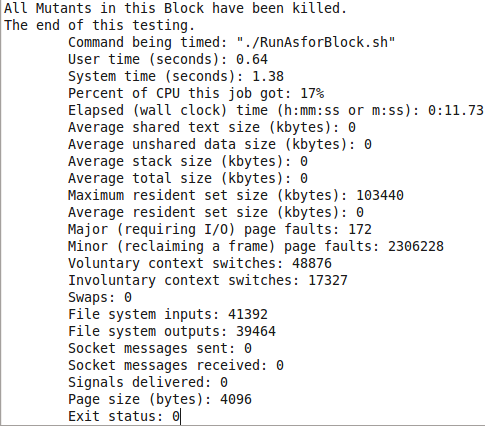 All Mutants in this Block have been killed.
The end of this testing.
Command being timed: "./RunAsforBlock.sh"
User time (seconds): 0.64
System time (seconds): 1.38
Percent of CPU this job got: 17%
Elapsed (wall clock) time (h:mm:ss or m:ss): 0:11.73
Average shared text size (kbytes): 0
Average unshared data size (kbytes): 0
Average stack size (kbytes): 0
Average total size (kbytes): 0
Maximum resident set size (kbytes): 103440
Average resident set size (kbytes): 0
Major (requiring I/O) page faults: 172
Minor (reclaiming a frame) page faults: 2306228
Voluntary context switches: 48876
Involuntary context switches: 17327
Swaps: 0
File system inputs: 41392
File system outputs: 39464
Socket messages sent: 0
Socket messages received: 0
Signals delivered: 0
Page size (bytes): 4096
Exit status: 0